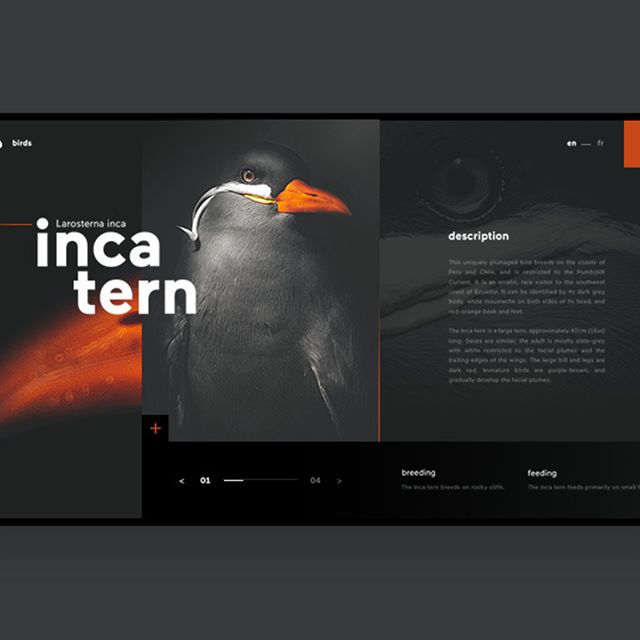 birds
en — fr
Larosterna inca
inca
tern
description
This uniquely plumaged bird breeds on the coasts of
Peru and Chile, and is restricted to the Humboldt
Current. It is an erratic, rare visitor to the southwest
coast of Ecuador. It can be identified by its dark grey
body, white moustache on both sides of its head, and
red-orange beak and feet.
The Inca tern is a large tern, approximately 40cm (16in)
long. Sexes are similar; the adult is mostly slate-grey
with white restricted to the facial plumes and the
trailing edges of the wings. The large bill and legs are
dark red. Immature birds are purple-brown, and
gradually develop the facial plumes.
+
< 01 04 >
breeding
The Inca tern breeds on rocky cliffs.
feeding
The Inca tern feeds primarily on small f